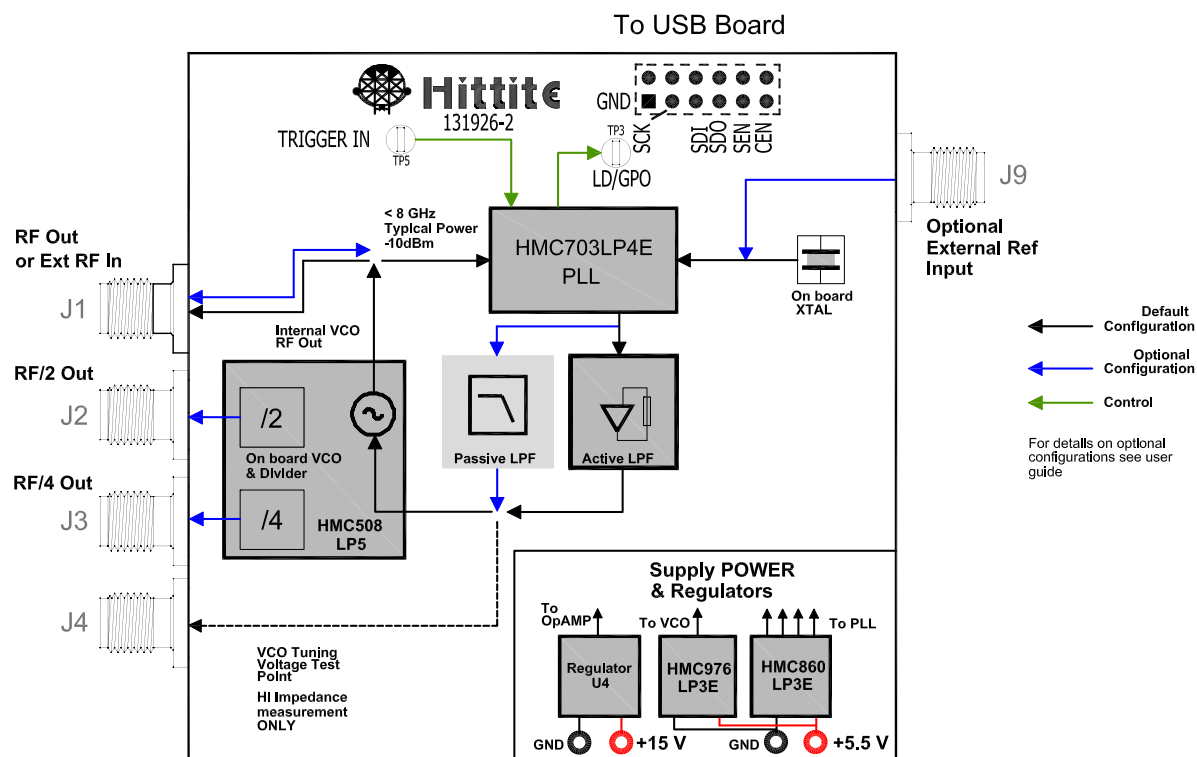 To USB Board
Hittite
131926-2
GND
SCK
SDI
SDO
SEN
CEN
TRIGGER IN
TP5
TP3
LD/GPO
J9
Optional
External Ref
Input
< 8 GHz
Typical Power
-10dBm
HMC703LP4E
PLL
On board
XTAL
RF Out
or Ext RF In
J1
Internal VCO
RF Out
RF/2 Out
J2
/2
On board VCO
& Divider
RF/4 Out
J3
/4
HMC508
LP5
Passive LPF
Active LPF
Default
Configuration
Optional
Configuration
Control
For details on optional
configurations see user
guide
J4
VCO Tuning
Voltage Test
Point
HI Impedance
measurement
ONLY
Supply POWER
& Regulators
To
OpAMP
To VCO
To PLL
Regulator
U4
HMC976
LP3E
HMC860
LP3E
GND
+15 V
GND
+5.5 V